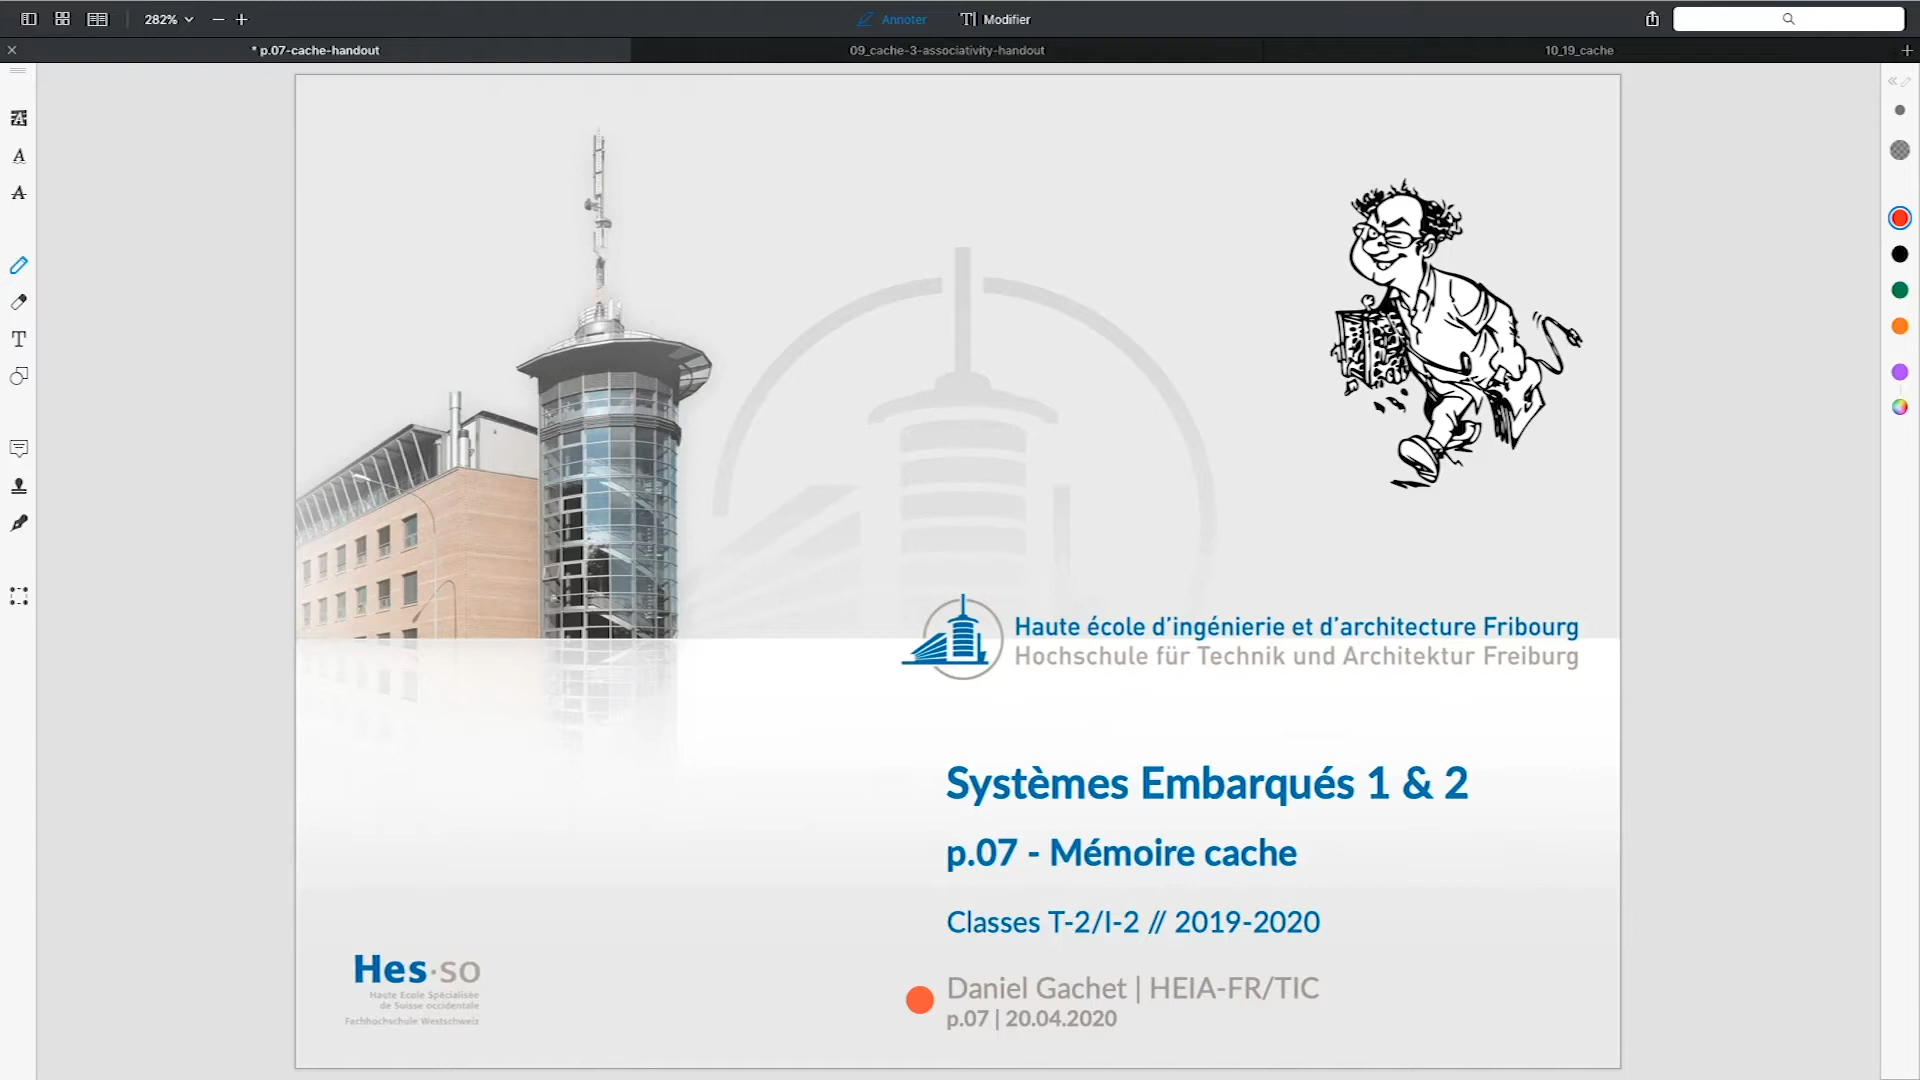 282%
Annoter
Modifier
* p.07-cache-handout
09_cache-3-associativity-handout
10_19_cache
Haute école d'ingénierie et d'architecture Fribourg
Hochschule für Technik und Architektur Freiburg
Systèmes Embarqués 1 & 2
p.07 - Mémoire cache
Classes T-2/I-2 // 2019-2020
Daniel Gachet | HEIA-FR/TIC
p.07 | 20.04.2020
Hes·so
Haute Ecole Spécialisée
de Suisse occidentale
Fachhochschule Westschweiz